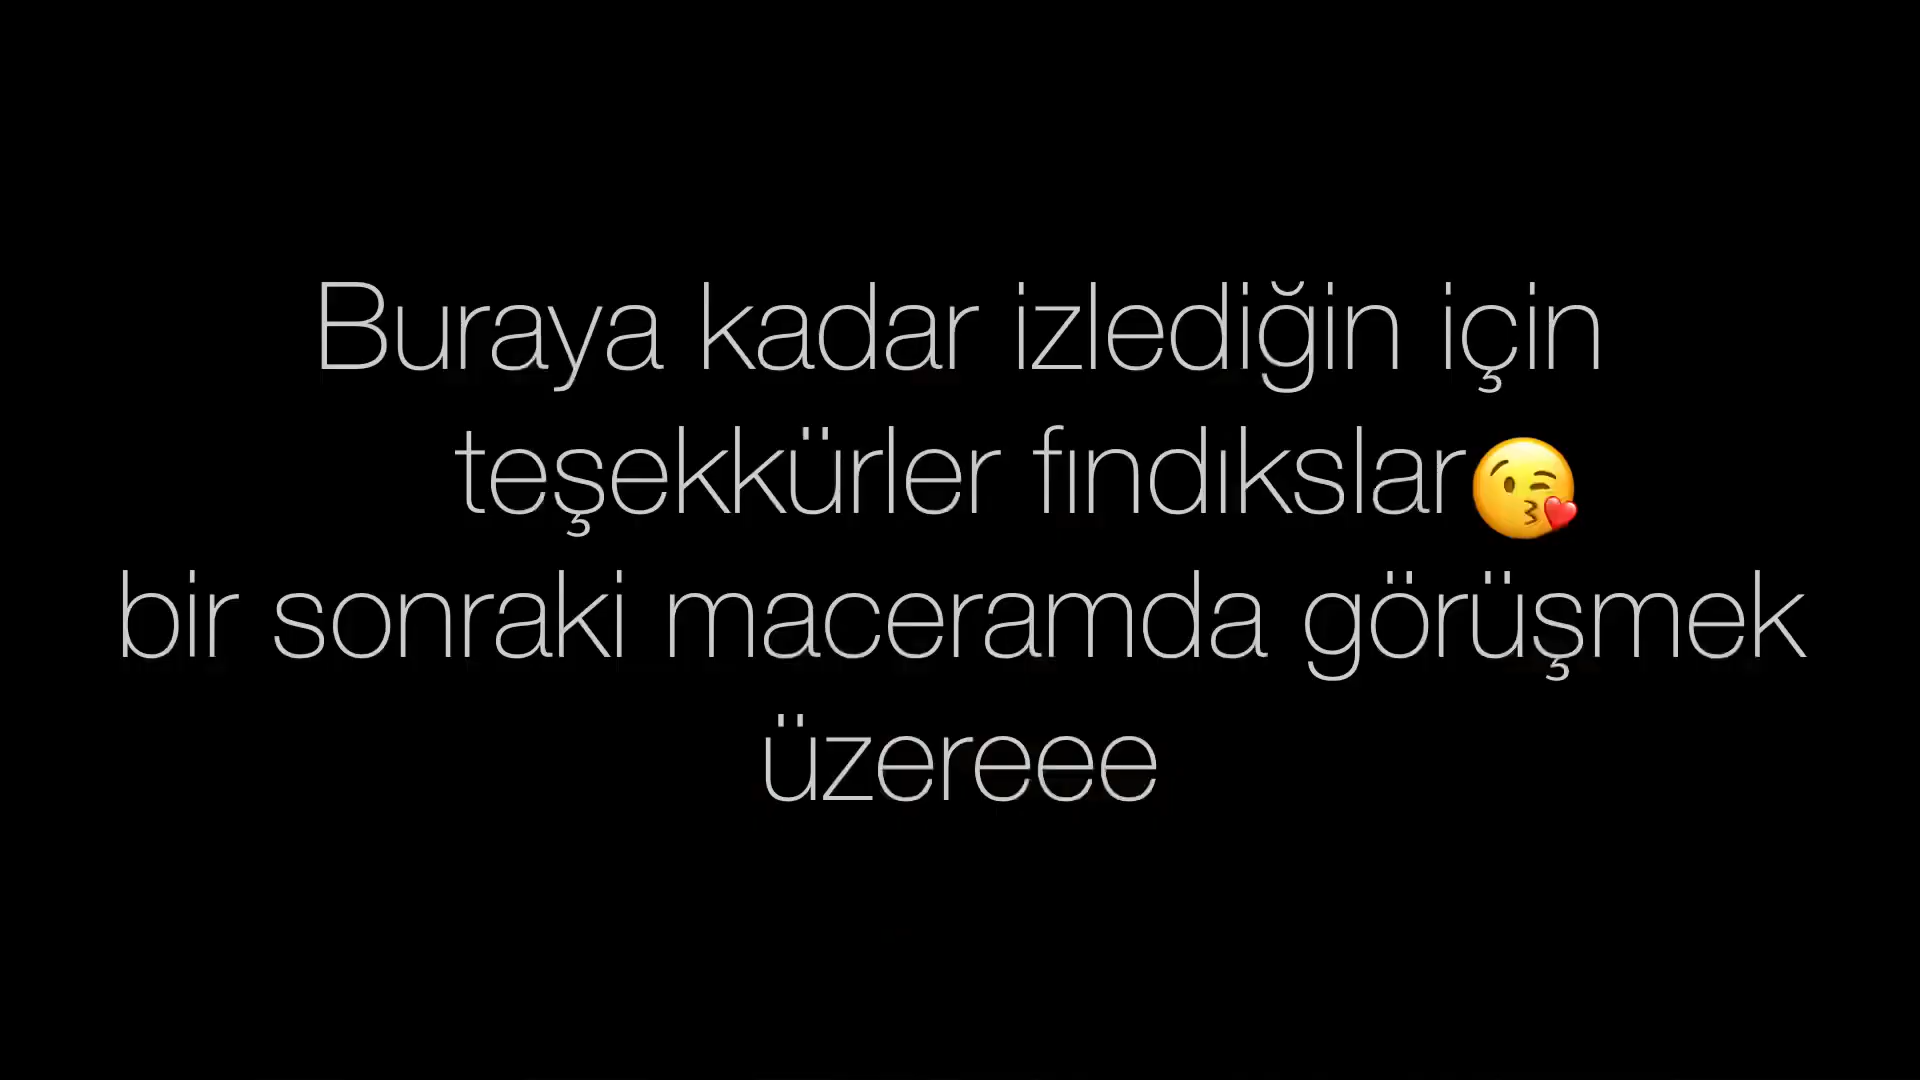 Buraya kadar izlediğin için
teşekkürler fındıkslar😘
bir sonraki maceramda görüşmek
üzereee